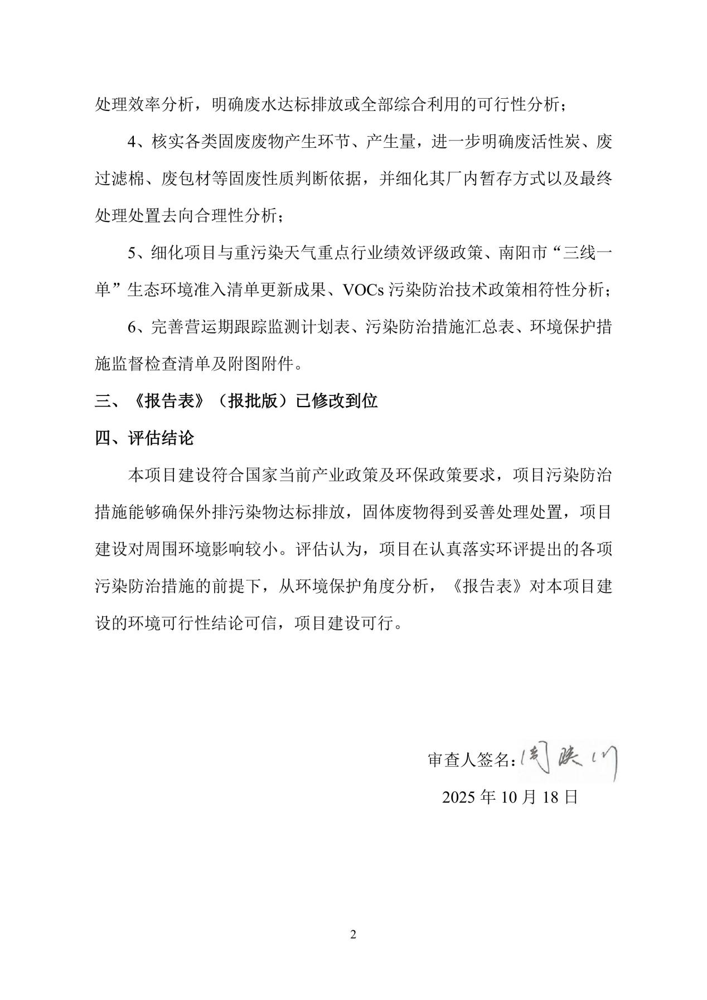 处理效率分析，明确废水达标排放或全部综合利用的可行性分析；
4、核实各类固废废物产生环节、产生量，进一步明确废活性炭、废
过滤棉、废包材等固废性质判断依据，并细化其厂内暂存方式以及最终
处理处置去向合理性分析；
5、细化项目与重污染天气重点行业绩效评级政策、南阳市“三线一
单”生态环境准入清单更新成果、VOCs 污染防治技术政策相符性分析；
6、完善营运期跟踪监测计划表、污染防治措施汇总表、环境保护措
施监督检查清单及附图附件。
三、《报告表》（报批版）已修改到位
四、评估结论
本项目建设符合国家当前产业政策及环保政策要求，项目污染防治
措施能够确保外排污染物达标排放，固体废物得到妥善处理处置，项目
建设对周围环境影响较小。评估认为，项目在认真落实环评提出的各项
污染防治措施的前提下，从环境保护角度分析，《报告表》对本项目建
设的环境可行性结论可信，项目建设可行。
审查人签名：周 川
2025 年 10 月 18 日
2